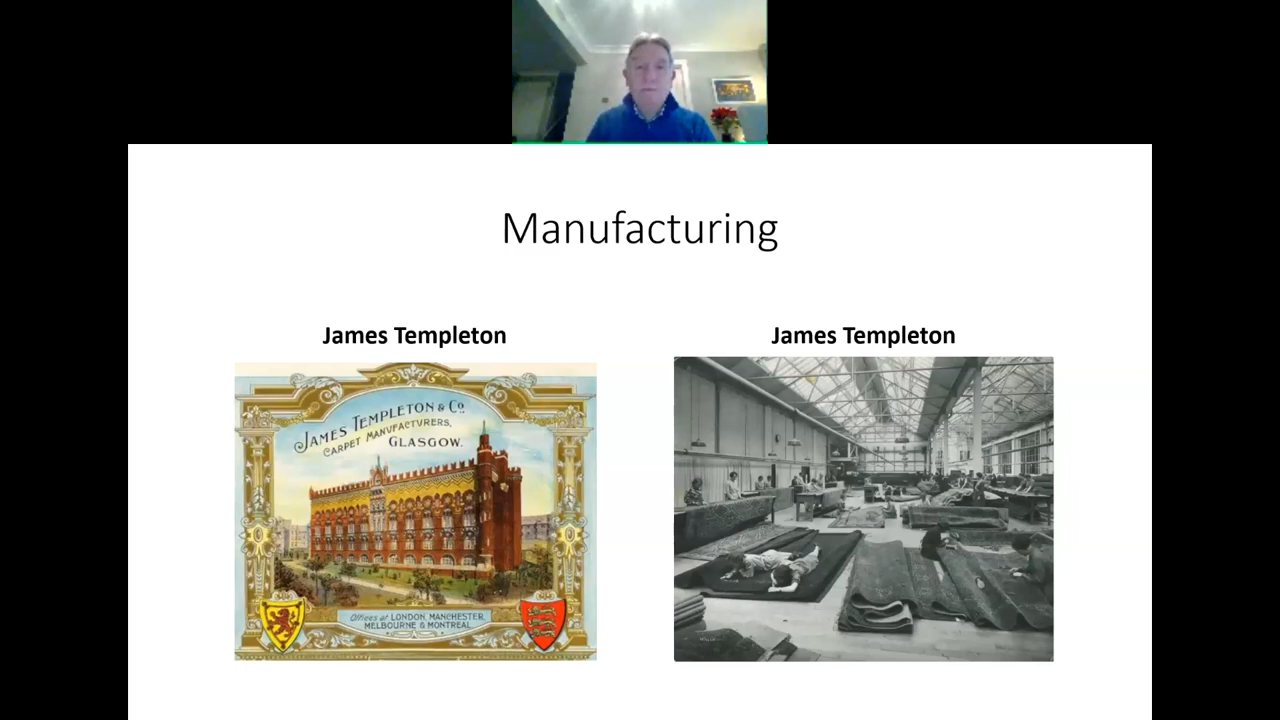 Manufacturing
James Templeton
James Templeton
JAMES TEMPLETON & CO.
CARPET MANUFACTURERS,
GLASGOW.
Offices at LONDON, MANCHESTER,
MELBOURNE & MONTREAL